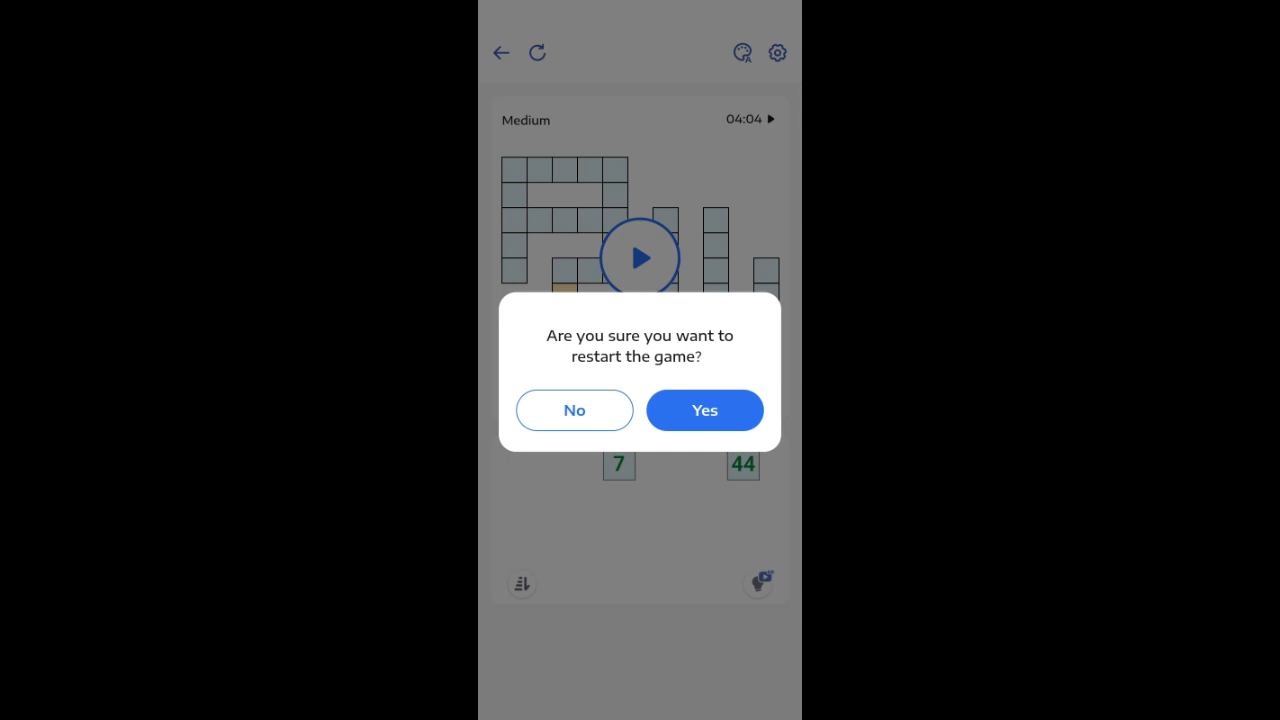 Medium
04:04
Are you sure you want to
restart the game?
No
Yes
7
44